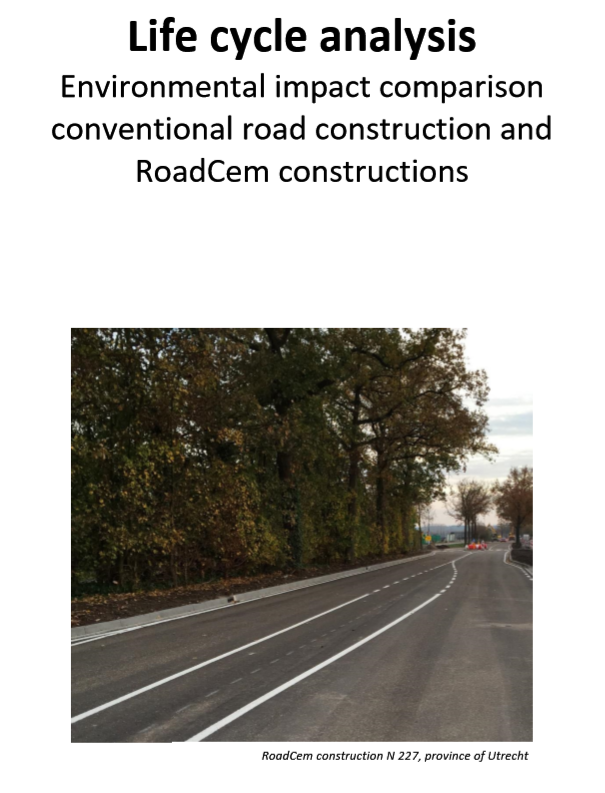 Life cycle analysis
Environmental impact comparison
conventional road construction and
RoadCem constructions
RoadCem construction N 227, province of Utrecht